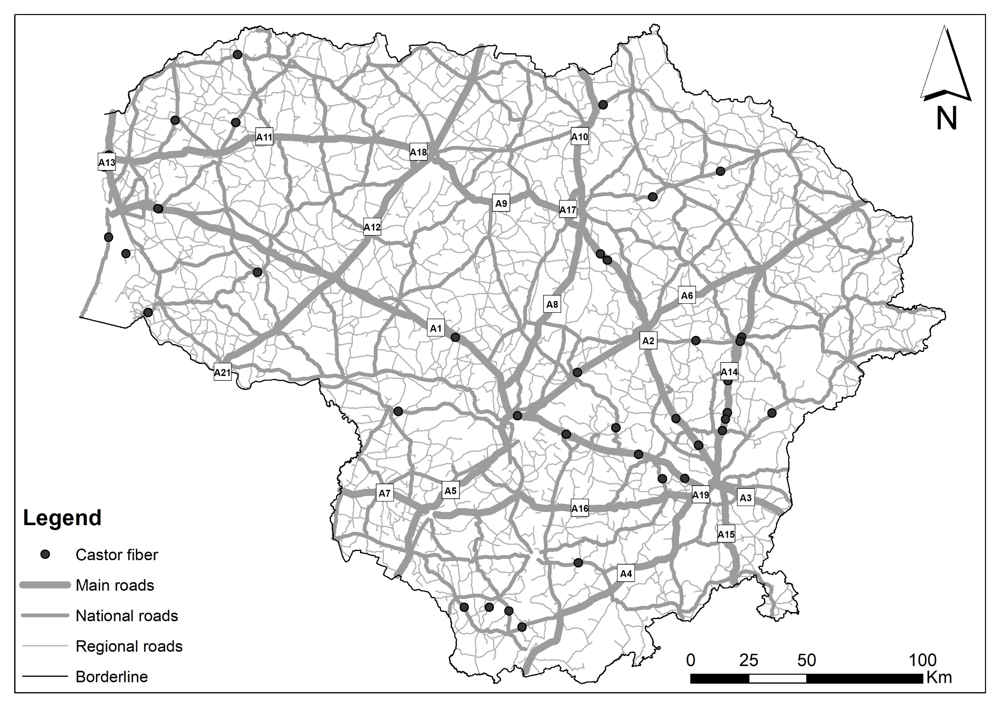 N
A11
A10
A18
A13
A9
A17
A12
A6
A8
A1
A2
A21
A14
A7
A5
A19
A3
A16
A15
A4
Legend
Castor fiber
Main roads
National roads
Regional roads
Borderline
0 25 50 100
Km